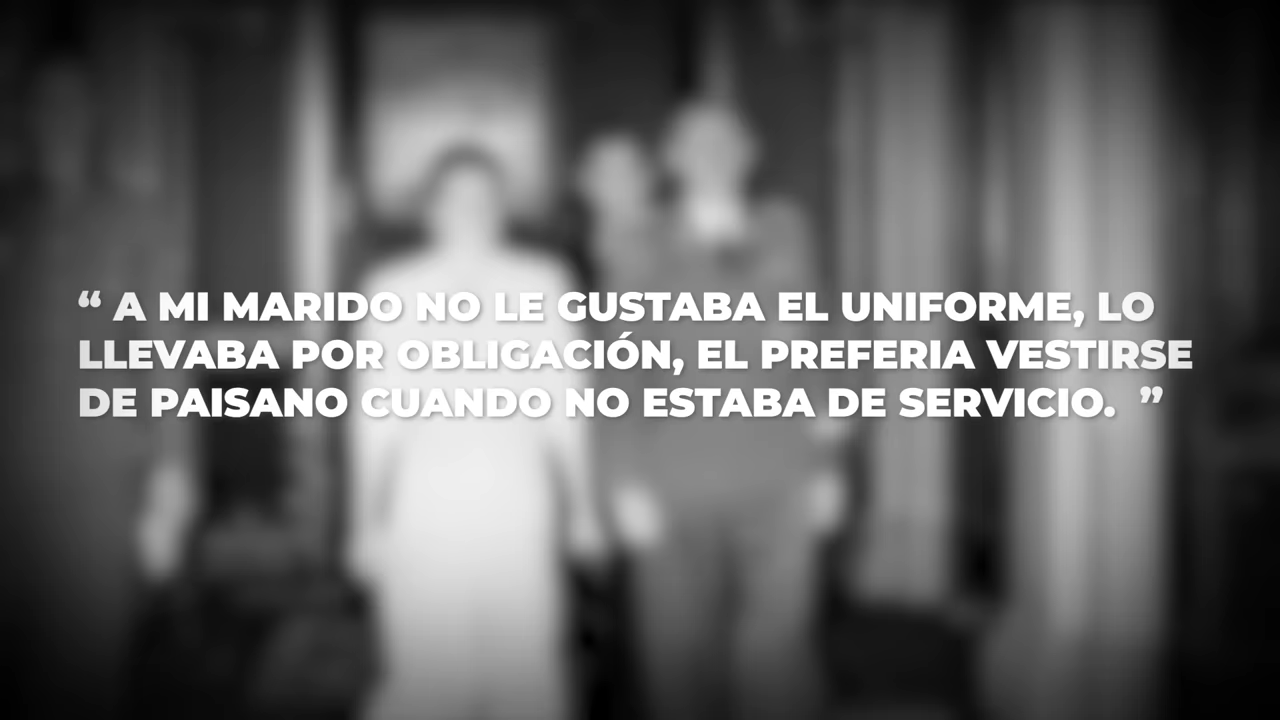 “ A MI MARIDO NO LE GUSTABA EL UNIFORME, LO
LLEVABA POR OBLIGACIÓN, EL PREFERIA VESTIRSE
DE PAISANO CUANDO NO ESTABA DE SERVICIO. ”